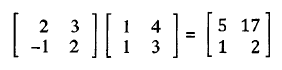 [ 2 3 ] [ 1 4 ] = [ 5 17 ]
[ -1 2 ] [ 1 3 ] [ 1 2 ]